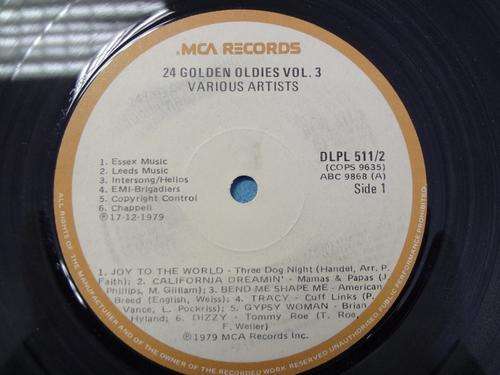 MCA RECORDS
24 GOLDEN OLDIES VOL. 3
VARIOUS ARTISTS
1. Essex Music
2. Leeds Music
3. Intersong/Helios
4. EMI-Brigadiers
5. Copyright Control
6. Chappell
℗ 17-12-1979
DLPL 511/2
(COPS 9635)
ABC 9868 (A)
Side 1
1. JOY TO THE WORLD - Three Dog Night (Handel, Arr. P.
Faith); 2. CALIFORNIA DREAMIN' - Mamas & Papas (J.
Phillips, M. Gilliam); 3. BEND ME SHAPE ME - American
Breed (English, Weiss); 4. TRACY - Cuff Links (P.
Vance, L. Pockriss); 5. GYPSY WOMAN - Brian
Hyland; 6. DIZZY - Tommy Roe (T. Roe,
F. Weller)
℗ 1979 MCA Records Inc.
ALL RIGHTS OF THE MANUFACTURER AND OF THE OWNER OF THE RECORDED WORK RESERVED UNAUTHORISED PUBLIC PERFORMANCE PROHIBITED